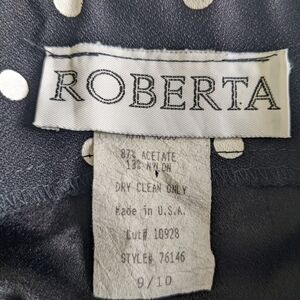 ROBERTA
87% ACETATE
13% NYLON
DRY CLEAN ONLY
Made in U.S.A.
Cut# 10928
STYLE# 76146
9/10